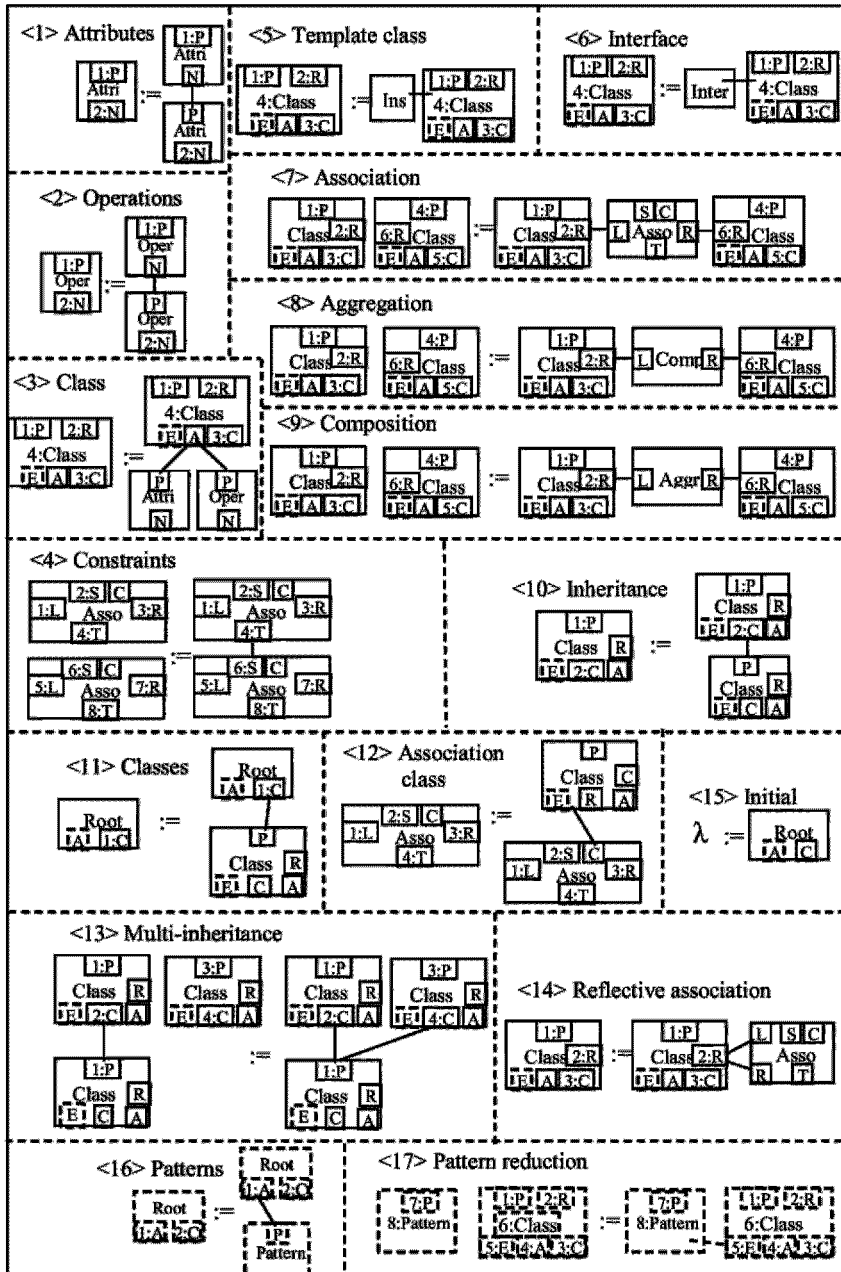 <1> Attributes
1:P
Attri
2:N
:=
1:P
Attri
N
P
Attri
2:N
<5> Template class
1:P 2:R
4:Class
E A 3:C
:=
Ins
1:P 2:R
4:Class
E A 3:C
<6> Interface
1:P 2:R
4:Class
E A 3:C
:=
Inter
1:P 2:R
4:Class
E A 3:C
<2> Operations
1:P
Oper
2:N
:=
1:P
Oper
N
P
Oper
2:N
<7> Association
1:P
Class 2:R
E A 3:C
4:P
6:R Class
E A 5:C
:=
1:P
Class 2:R
E A 3:C
S C
L Asso R
T
4:P
6:R Class
E A 5:C
<8> Aggregation
1:P
Class 2:R
E A 3:C
4:P
6:R Class
E A 5:C
:=
1:P
Class 2:R
E A 3:C
L Comp R
4:P
6:R Class
E A 5:C
<3> Class
1:P 2:R
4:Class
E A 3:C
:=
1:P 2:R
4:Class
E A 3:C
P
Attri
N
P
Oper
N
<9> Composition
1:P
Class 2:R
E A 3:C
4:P
6:R Class
E A 5:C
:=
1:P
Class 2:R
E A 3:C
L Aggr R
4:P
6:R Class
E A 5:C
<4> Constraints
2:S C
1:L Asso 3:R
4:T
6:S C
5:L Asso 7:R
8:T
:=
2:S C
1:L Asso 3:R
4:T
6:S C
5:L Asso 7:R
8:T
<10> Inheritance
1:P
Class R
E 2:C A
:=
1:P
Class R
E 2:C A
P
Class R
E C A
<11> Classes
Root
A 1:C
:=
Root
A 1:C
P
Class R
E C A
<12> Association
class
2:S C
1:L Asso 3:R
4:T
:=
P
Class C
E R A
2:S C
1:L Asso 3:R
4:T
<15> Initial
λ :=
Root
A C
<13> Multi-inheritance
1:P
Class R
E 2:C A
3:P
Class R
E 4:C A
1:P
Class R
E C A
:=
1:P
Class R
E 2:C A
3:P
Class R
E 4:C A
1:P
Class R
E C A
<14> Reflective association
1:P
Class 2:R
E A 3:C
:=
1:P
Class 2:R
E A 3:C
L S C
Asso
R T
<16> Patterns
Root
1:A 2:C
:=
Root
1:A 2:C
P
Pattern
<17> Pattern reduction
7:P
8:Pattern
1:P 2:R
6:Class
5:E 4:A 3:C
:=
7:P
8:Pattern
1:P 2:R
6:Class
5:E 4:A 3:C